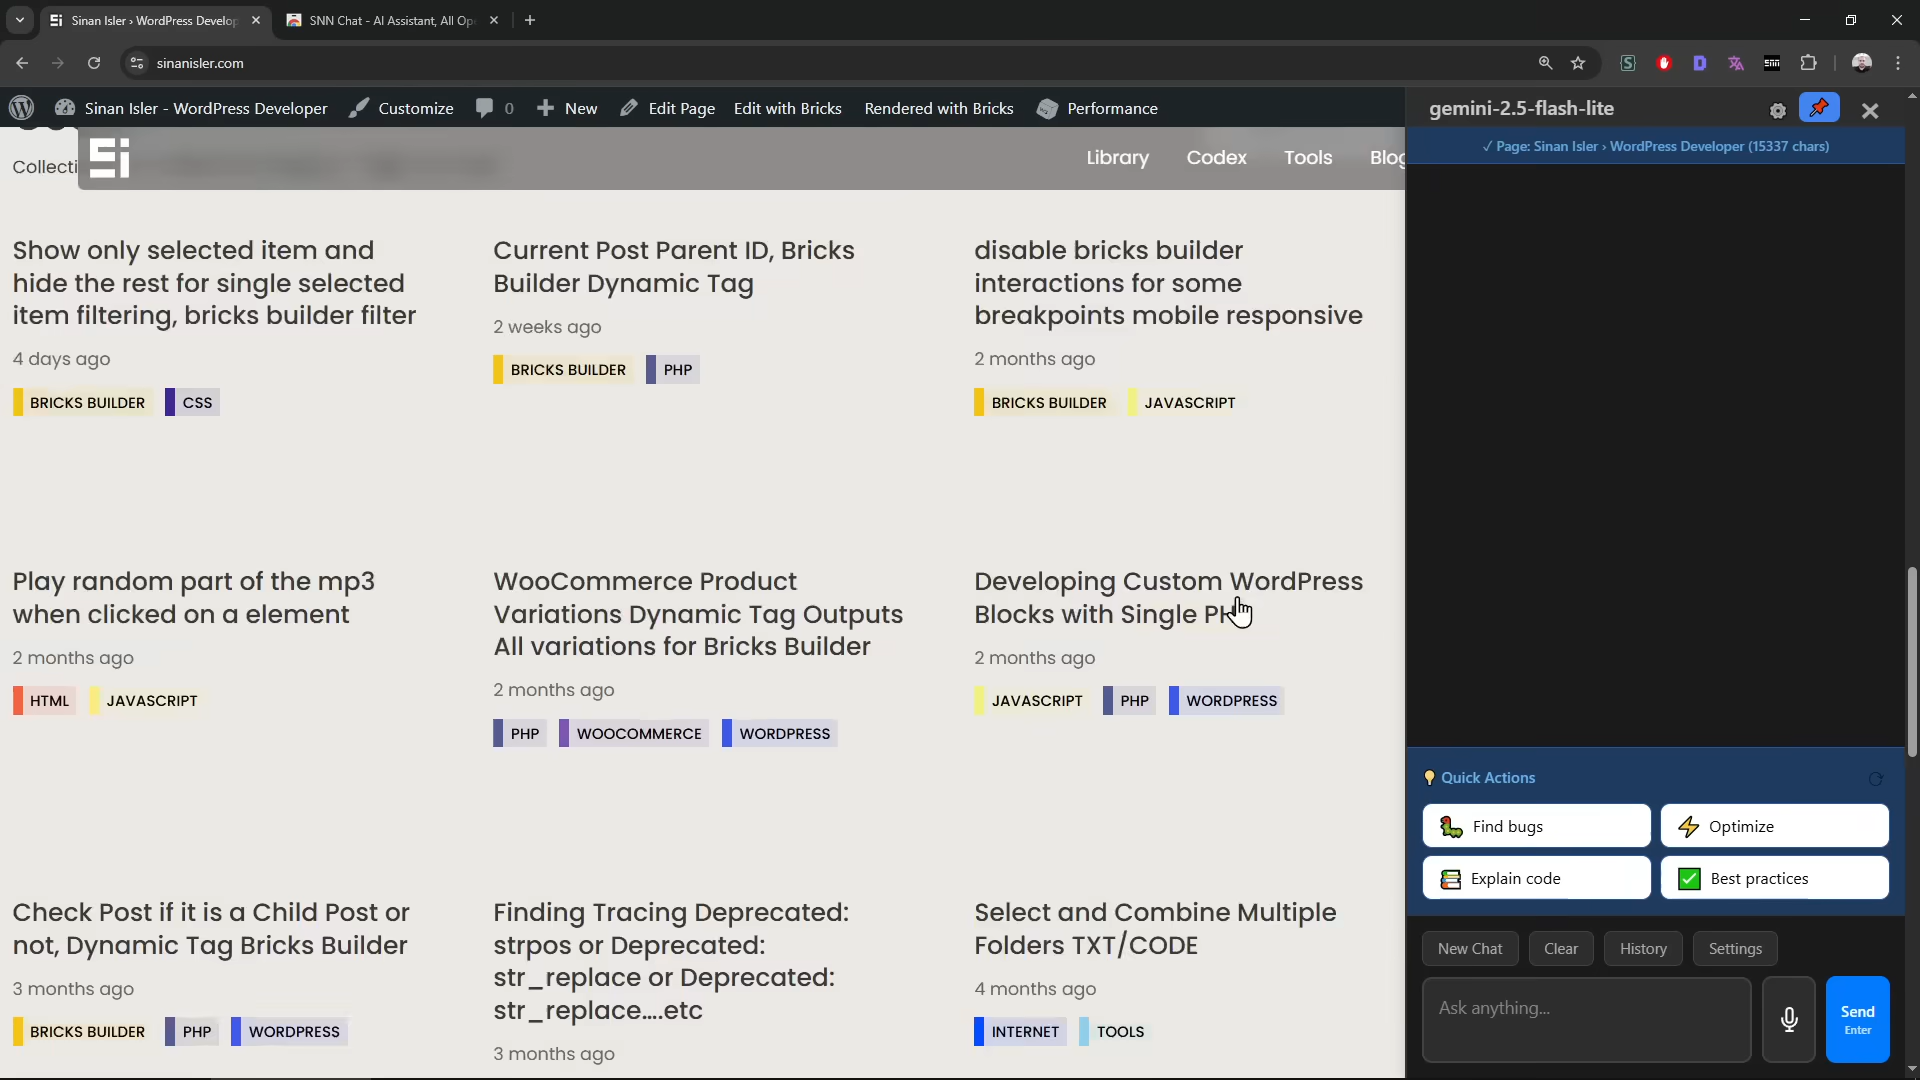 Sinan Isler › WordPress Develop
SNN Chat - AI Assistant, All Op
sinanisler.com
Sinan Isler - WordPress Developer
Customize
0
New
Edit Page
Edit with Bricks
Rendered with Bricks
Performance
Collecti
Si
Library
Codex
Tools
Blog
Show only selected item and
hide the rest for single selected
item filtering, bricks builder filter
4 days ago
BRICKS BUILDER
CSS
Current Post Parent ID, Bricks
Builder Dynamic Tag
2 weeks ago
BRICKS BUILDER
PHP
disable bricks builder
interactions for some
breakpoints mobile responsive
2 months ago
BRICKS BUILDER
JAVASCRIPT
Play random part of the mp3
when clicked on a element
2 months ago
HTML
JAVASCRIPT
WooCommerce Product
Variations Dynamic Tag Outputs
All variations for Bricks Builder
2 months ago
PHP
WOOCOMMERCE
WORDPRESS
Developing Custom WordPress
Blocks with Single
2 months ago
JAVASCRIPT
PHP
WORDPRESS
Check Post if it is a Child Post or
not, Dynamic Tag Bricks Builder
3 months ago
BRICKS BUILDER
PHP
WORDPRESS
Finding Tracing Deprecated:
strpos or Deprecated:
str_replace or Deprecated:
str_replace....etc
3 months ago
Select and Combine Multiple
Folders TXT/CODE
4 months ago
INTERNET
TOOLS
gemini-2.5-flash-lite
✓ Page: Sinan Isler › WordPress Developer (15337 chars)
Quick Actions
Find bugs
Optimize
Explain code
Best practices
New Chat
Clear
History
Settings
Ask anything...
Send
Enter